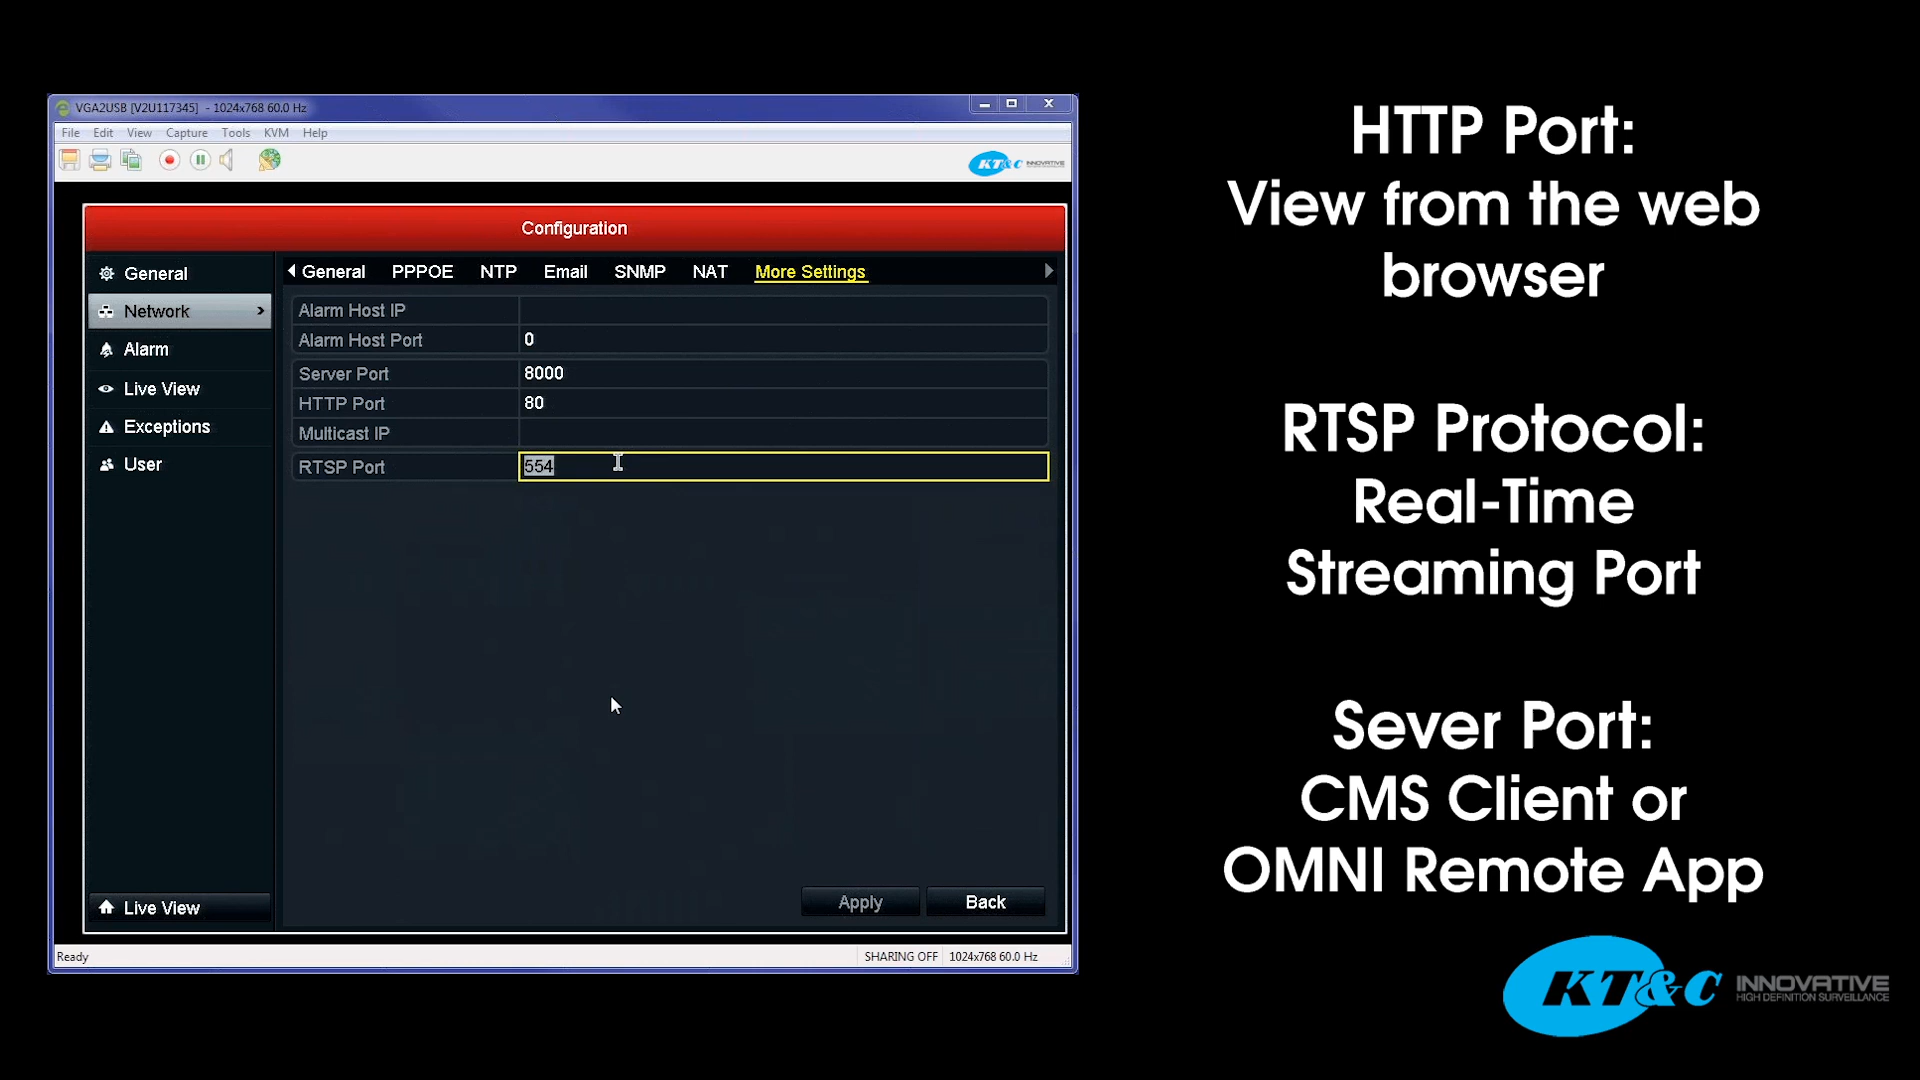 VGA2USB [V2U117345] - 1024x768 60.0 Hz
File Edit View Capture Tools KVM Help
KT&C INNOVATIVE
Configuration
General
Network
Alarm
Live View
Exceptions
User
Live View
General PPPOE NTP Email SNMP NAT More Settings
Alarm Host IP
Alarm Host Port 0
Server Port 8000
HTTP Port 80
Multicast IP
RTSP Port 554
Apply Back
Ready SHARING OFF 1024x768 60.0 Hz
HTTP Port:
View from the web
browser
RTSP Protocol:
Real-Time
Streaming Port
Sever Port:
CMS Client or
OMNI Remote App
KT&C INNOVATIVE
HIGH DEFINITION SURVEILLANCE